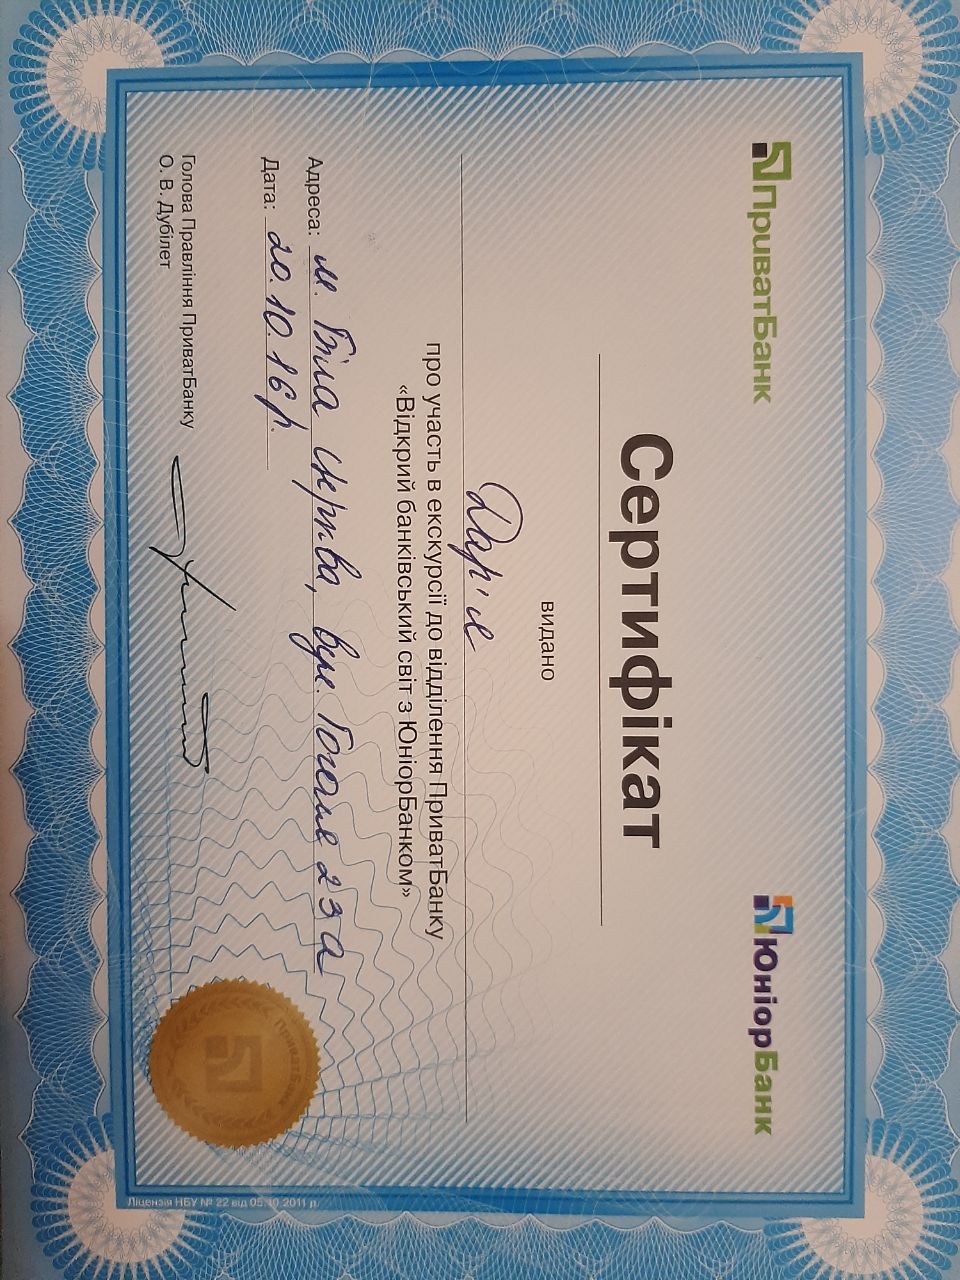 ПриватБанк
ЮніорБанк
Сертифікат
видано
Дар'ї
про участь в екскурсії до відділення ПриватБанку
«Відкрий банківський світ з ЮніорБанком»
Адреса: м. Біла Церква, вул. Гоголя 23а
Дата: 20.10.16 р.
Голова Правління ПриватБанку
О. В. Дубілет
ПриватБанк
Ліцензія НБУ № 22 від 05.10.2011 р.